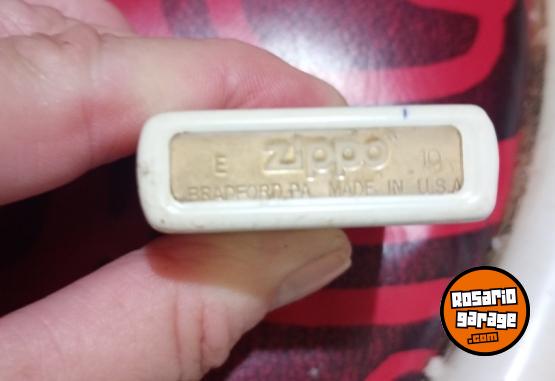 E zippo 19
BRADFORD, PA MADE IN U.S.A
ROSARIO
garage
.com